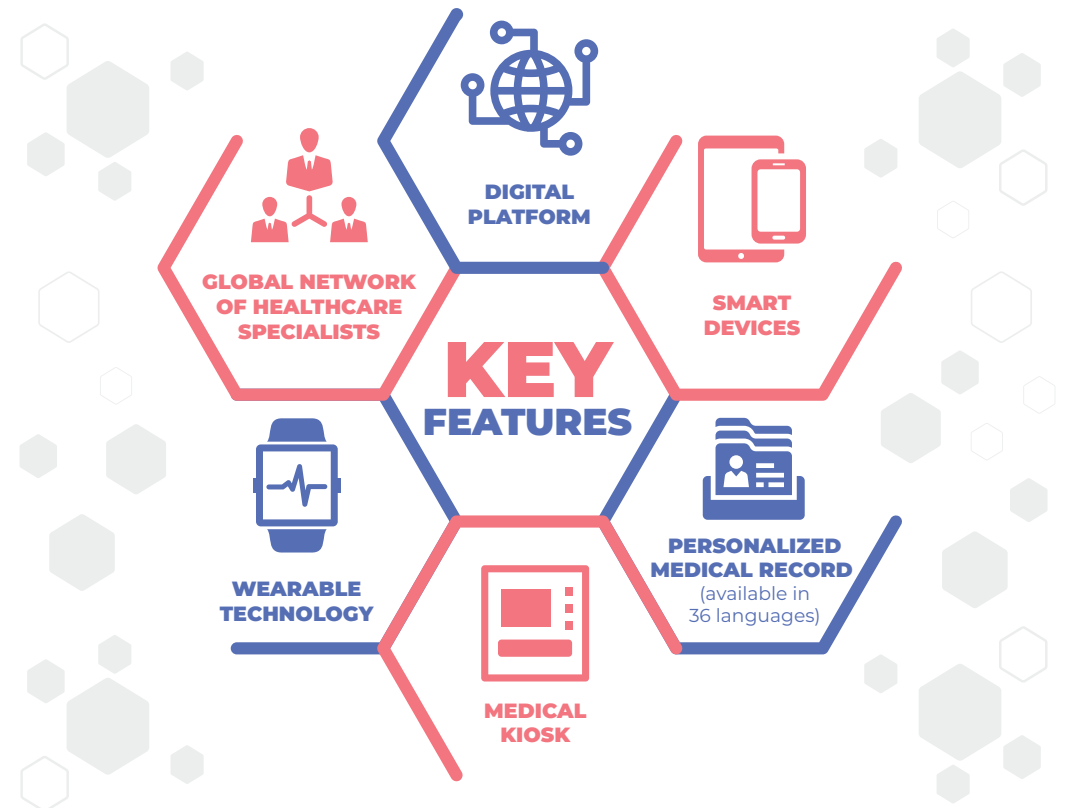 DIGITAL
PLATFORM
GLOBAL NETWORK
OF HEALTHCARE
SPECIALISTS
SMART
DEVICES
KEY
FEATURES
WEARABLE
TECHNOLOGY
PERSONALIZED
MEDICAL RECORD
(available in
36 languages)
MEDICAL
KIOSK